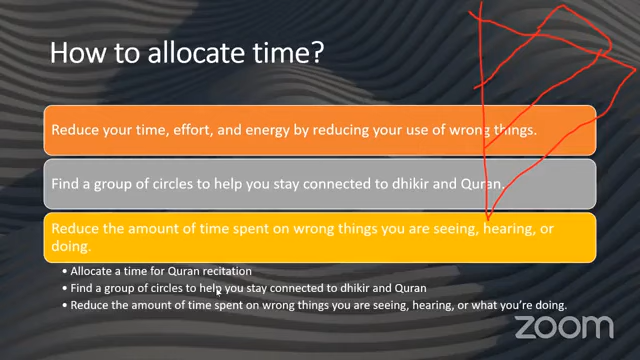 How to allocate time?
Reduce your time, effort, and energy by reducing your use of wrong things.
Find a group of circles to help you stay connected to dhikir and Quran.
Reduce the amount of time spent on wrong things you are seeing, hearing, or
doing.
• Allocate a time for Quran recitation
• Find a group of circles to help you stay connected to dhikir and Quran
• Reduce the amount of time spent on wrong things you are seeing, hearing, or what you're doing.
zoom